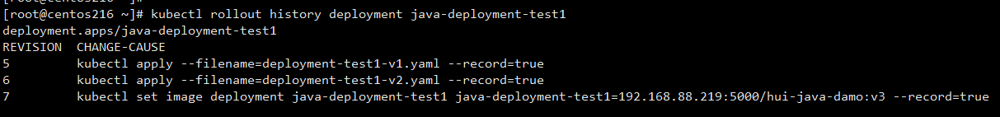 [root@centos216 ~]#
[root@centos216 ~]# kubectl rollout history deployment java-deployment-test1
deployment.apps/java-deployment-test1
REVISION  CHANGE-CAUSE
5         kubectl apply --filename=deployment-test1-v1.yaml --record=true
6         kubectl apply --filename=deployment-test1-v2.yaml --record=true
7         kubectl set image deployment java-deployment-test1 java-deployment-test1=192.168.88.219:5000/hui-java-damo:v3 --record=true